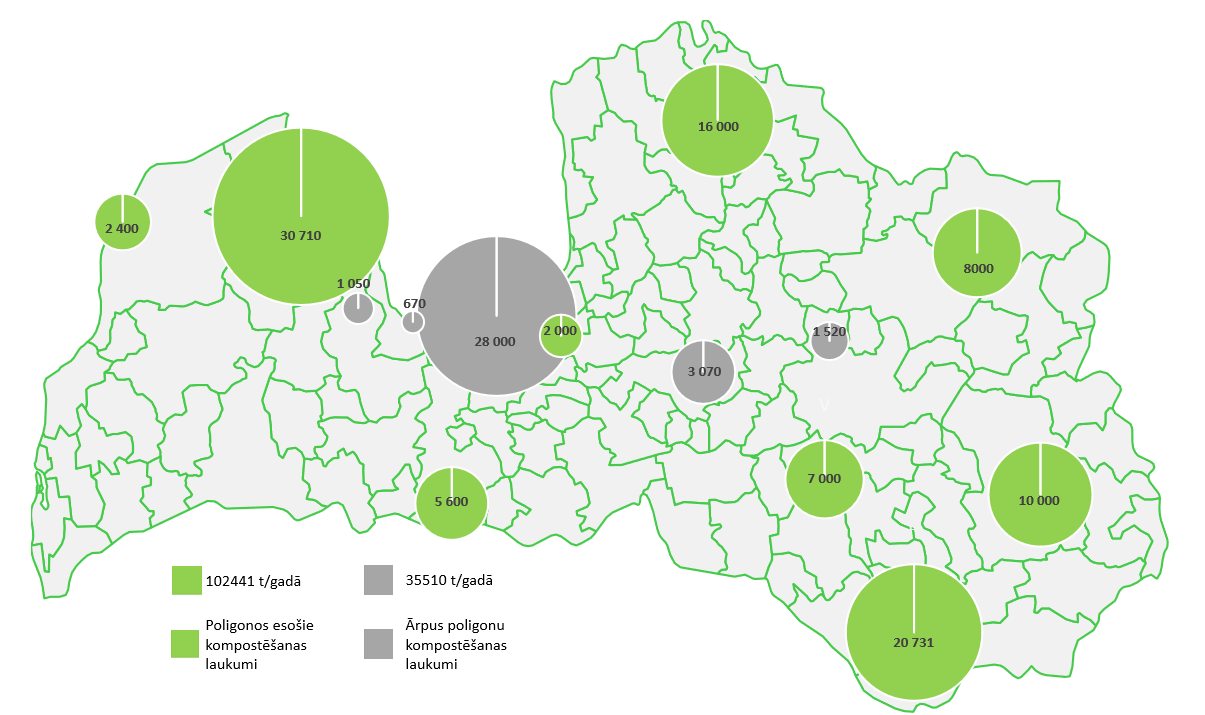 16 000
2 400
30 710
8000
1 050
670
28 000
2 000
1 520
3 070
7 000
5 600
10 000
20 731
V
102441 t/gadā
35510 t/gadā
Poligonos esošie
kompostēšanas
laukumi
Ārpus poligonu
kompostēšanas
laukumi